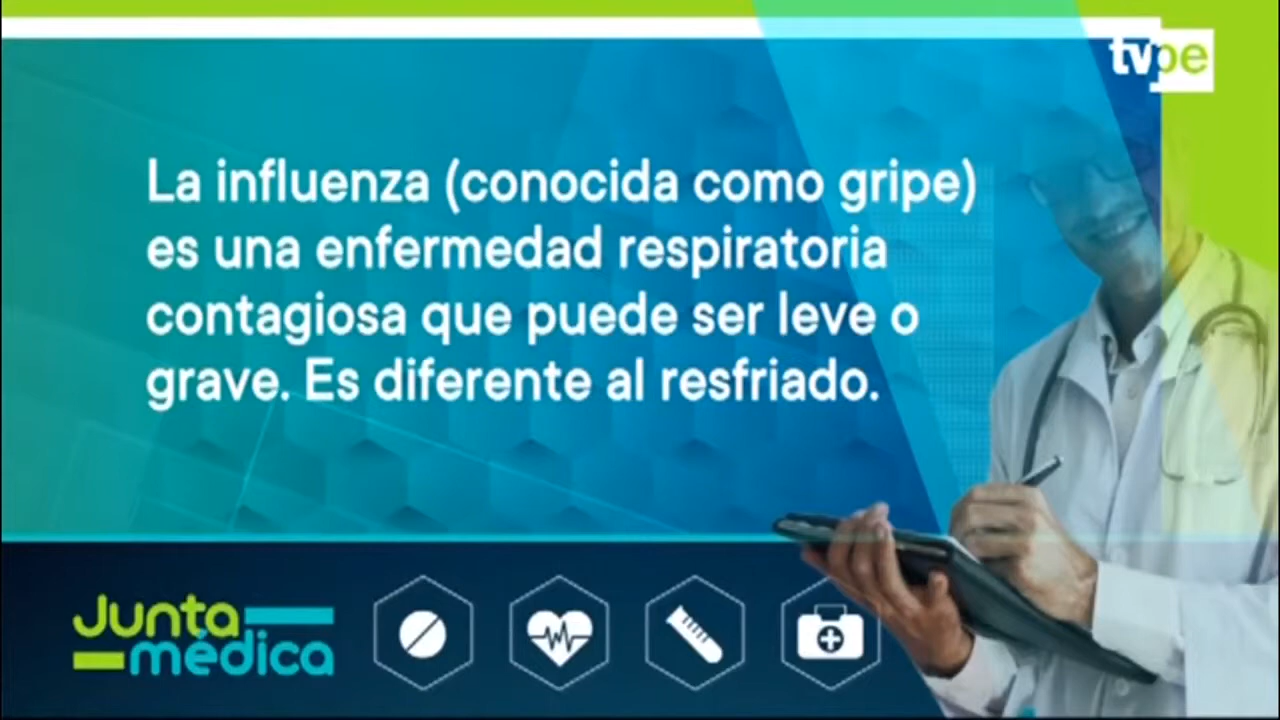 tvpe
La influenza (conocida como gripe)
es una enfermedad respiratoria
contagiosa que puede ser leve o
grave. Es diferente al resfriado.
Junta
médica